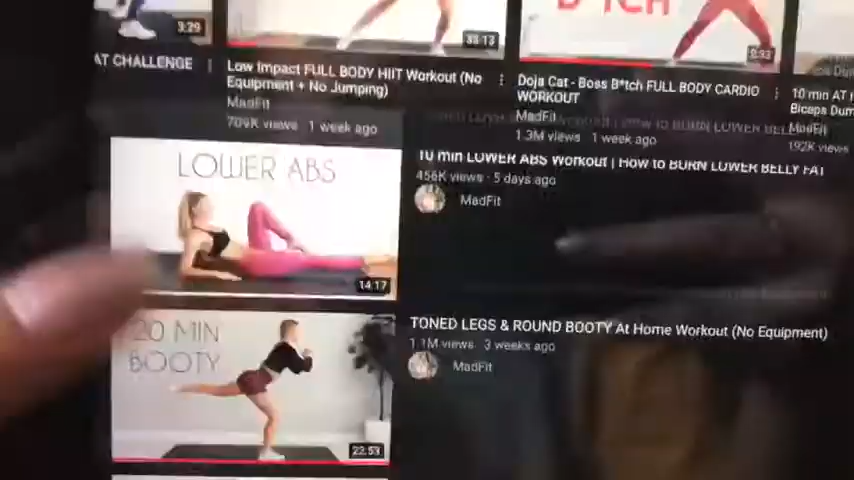 3:29
38:13
B*TCH
AT CHALLENGE
Low Impact FULL BODY HIIT Workout (No
Equipment + No Jumping)
MadFit
709K views 1 week ago
Doja Cat - Boss B*tch FULL BODY CARDIO
WORKOUT
MadFit
1.3M views 1 week ago
10 min AT
Biceps Dum
MadFit
192K views
LOWER ABS
14:17
10 min LOWER ABS Workout | How to BURN LOWER BELLY FAT
456K views · 5 days ago
MadFit
20 MIN
BOOTY
22:53
TONED LEGS & ROUND BOOTY At Home Workout (No Equipment)
1.1M views 3 weeks ago
MadFit